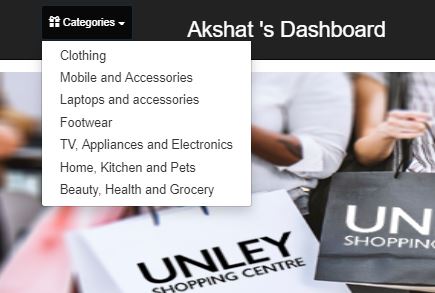 Categories
Akshat 's Dashboard
Clothing
Mobile and Accessories
Laptops and accessories
Footwear
TV, Appliances and Electronics
Home, Kitchen and Pets
Beauty, Health and Grocery
UNLEY
SHOPPING CENTRE
UN
SHOPPING